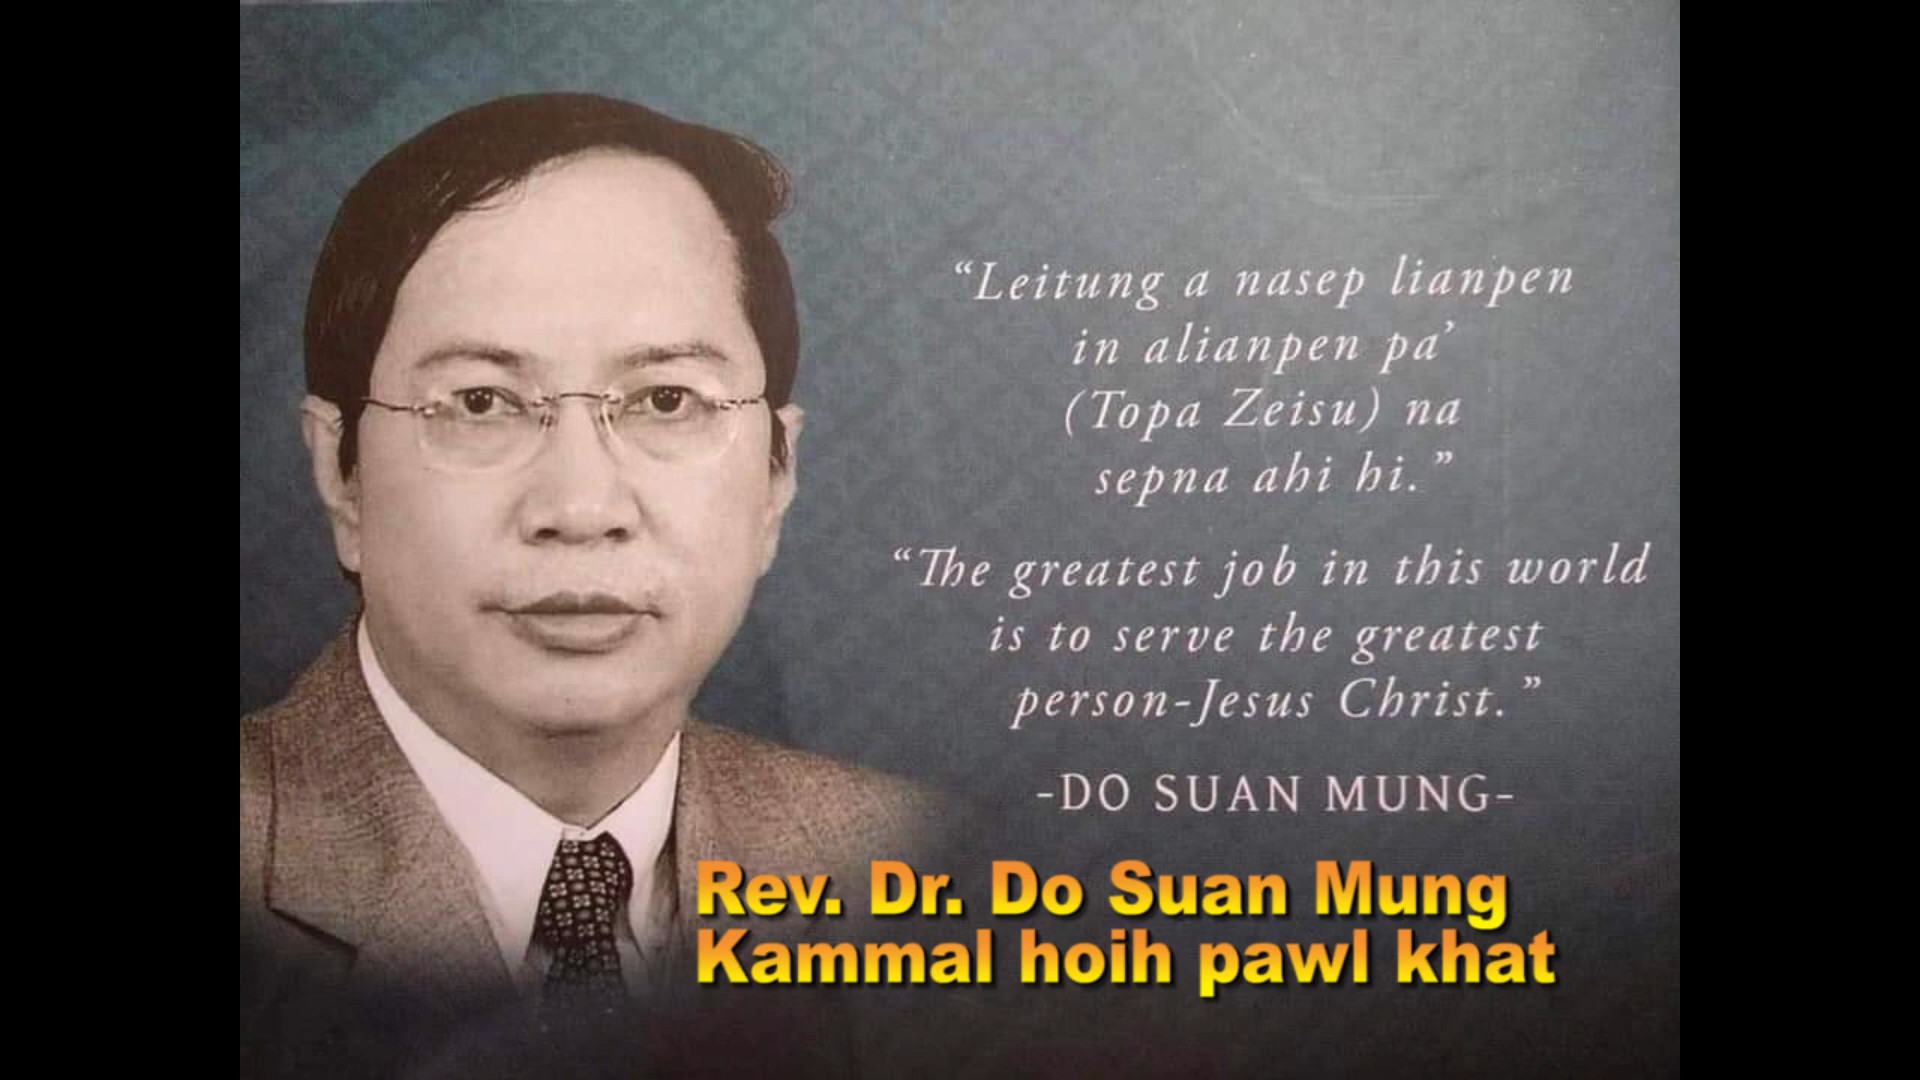 “Leitung a nasep lianpen
in alianpen pa’
(Topa Zeisu) na
sepna ahi hi.”
“The greatest job in this world
is to serve the greatest
person-Jesus Christ.”
-DO SUAN MUNG-
Rev. Dr. Do Suan Mung
Kammal hoih pawl khat